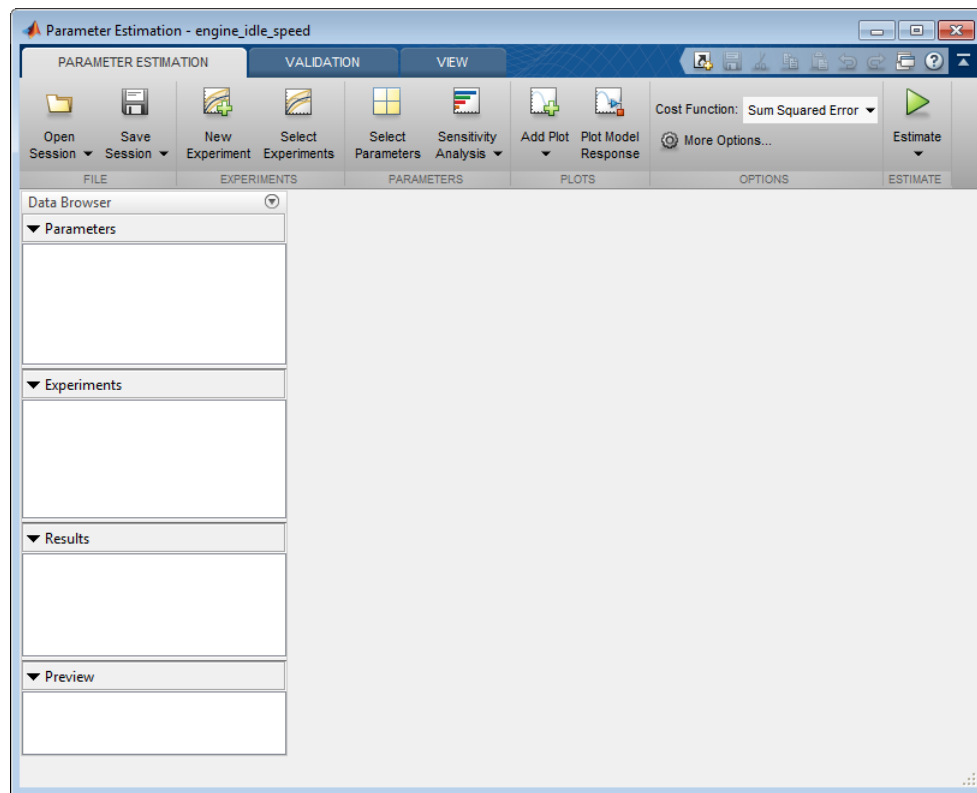 Parameter Estimation - engine_idle_speed
PARAMETER ESTIMATION VALIDATION VIEW
Open Session
Save Session
New Experiment
Select Experiments
Select Parameters
Sensitivity Analysis
Add Plot
Plot Model Response
Cost Function: Sum Squared Error
More Options...
Estimate
FILE EXPERIMENTS PARAMETERS PLOTS OPTIONS ESTIMATE
Data Browser
Parameters
Experiments
Results
Preview